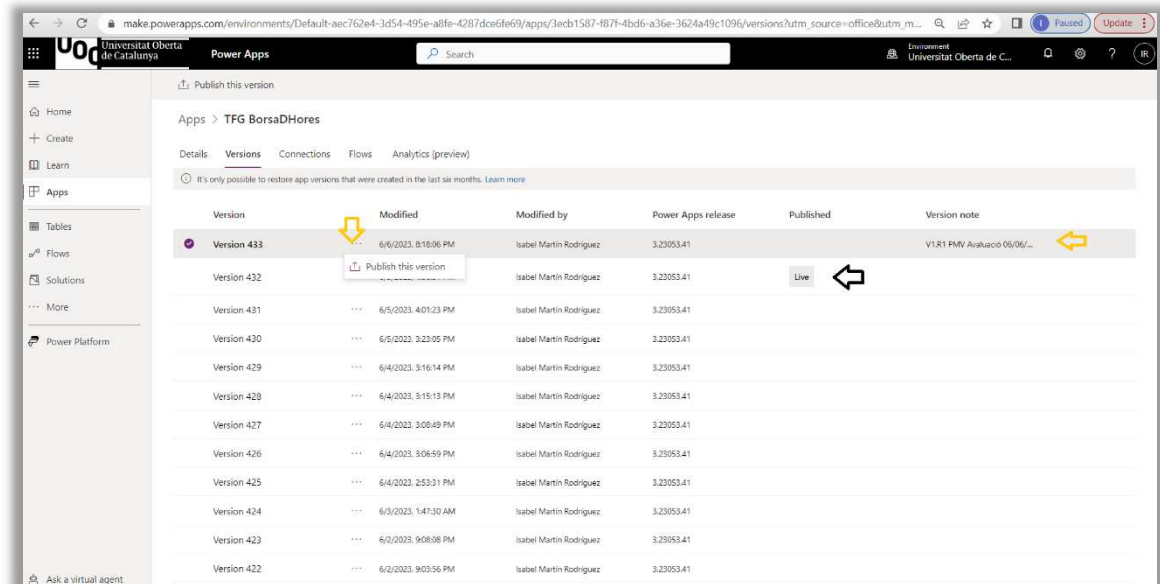 make.powerapps.com/environments/Default-aec762e4-3d54-495e-a8fe-4287dce6fe69/apps/3ecb1587-f87f-4bd6-a36e-3624a49c1096/versions?utm_source=office&utm_m... Paused Update
UOC Universitat Oberta de Catalunya Power Apps Search Environment Universitat Oberta de C... ? IR
Publish this version
Home
Create
Learn
Apps
Tables
Flows
Solutions
More
Power Platform
Ask a virtual agent
Apps > TFG BorsaDHores
Details Versions Connections Flows Analytics (preview)
It's only possible to restore app versions that were created in the last six months. Learn more
Version Modified Modified by Power Apps release Published Version note
Version 433 ... 6/6/2023, 8:18:06 PM Isabel Martín Rodríguez 3.23053.41 V1.R1 PMV Avaluació 06/06/...
Publish this version
Version 432 Isabel Martín Rodríguez 3.23053.41 Live
Version 431 ... 6/5/2023, 4:01:23 PM Isabel Martín Rodríguez 3.23053.41
Version 430 ... 6/5/2023, 3:23:05 PM Isabel Martín Rodríguez 3.23053.41
Version 429 ... 6/4/2023, 3:16:14 PM Isabel Martín Rodríguez 3.23053.41
Version 428 ... 6/4/2023, 3:15:13 PM Isabel Martín Rodríguez 3.23053.41
Version 427 ... 6/4/2023, 3:08:49 PM Isabel Martín Rodríguez 3.23053.41
Version 426 ... 6/4/2023, 3:06:59 PM Isabel Martín Rodríguez 3.23053.41
Version 425 ... 6/4/2023, 2:53:31 PM Isabel Martín Rodríguez 3.23053.41
Version 424 ... 6/3/2023, 1:47:30 AM Isabel Martín Rodríguez 3.23053.41
Version 423 ... 6/2/2023, 9:08:08 PM Isabel Martín Rodríguez 3.23053.41
Version 422 ... 6/2/2023, 9:03:56 PM Isabel Martín Rodríguez 3.23053.41